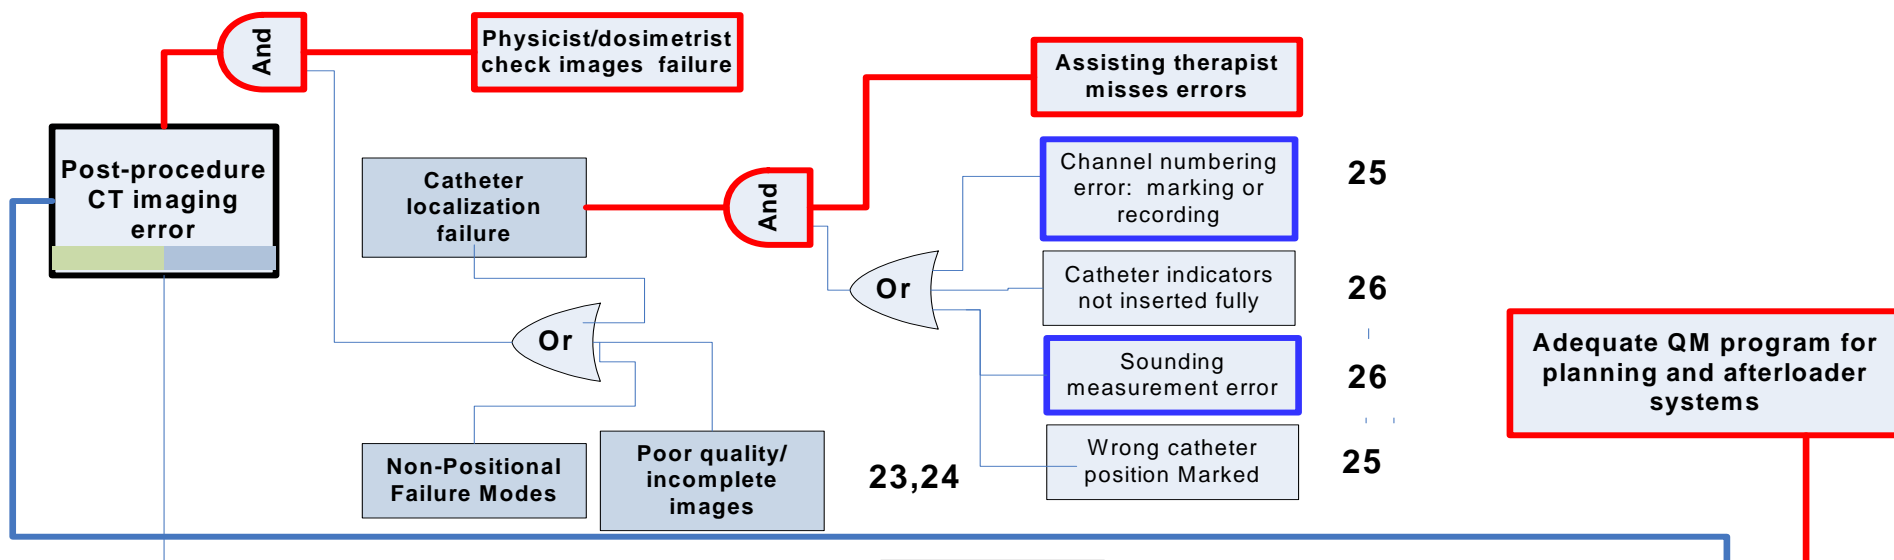 And
Physicist/dosimetrist
check images failure
Assisting therapist
misses errors
Post-procedure
CT imaging
error
Catheter
localization
failure
And
Channel numbering
error: marking or
recording
25
Or
Catheter indicators
not inserted fully
26
Or
Sounding
measurement error
26
Adequate QM program for
planning and afterloader
systems
Non-Positional
Failure Modes
Poor quality/
incomplete
images
23,24
Wrong catheter
position Marked
25